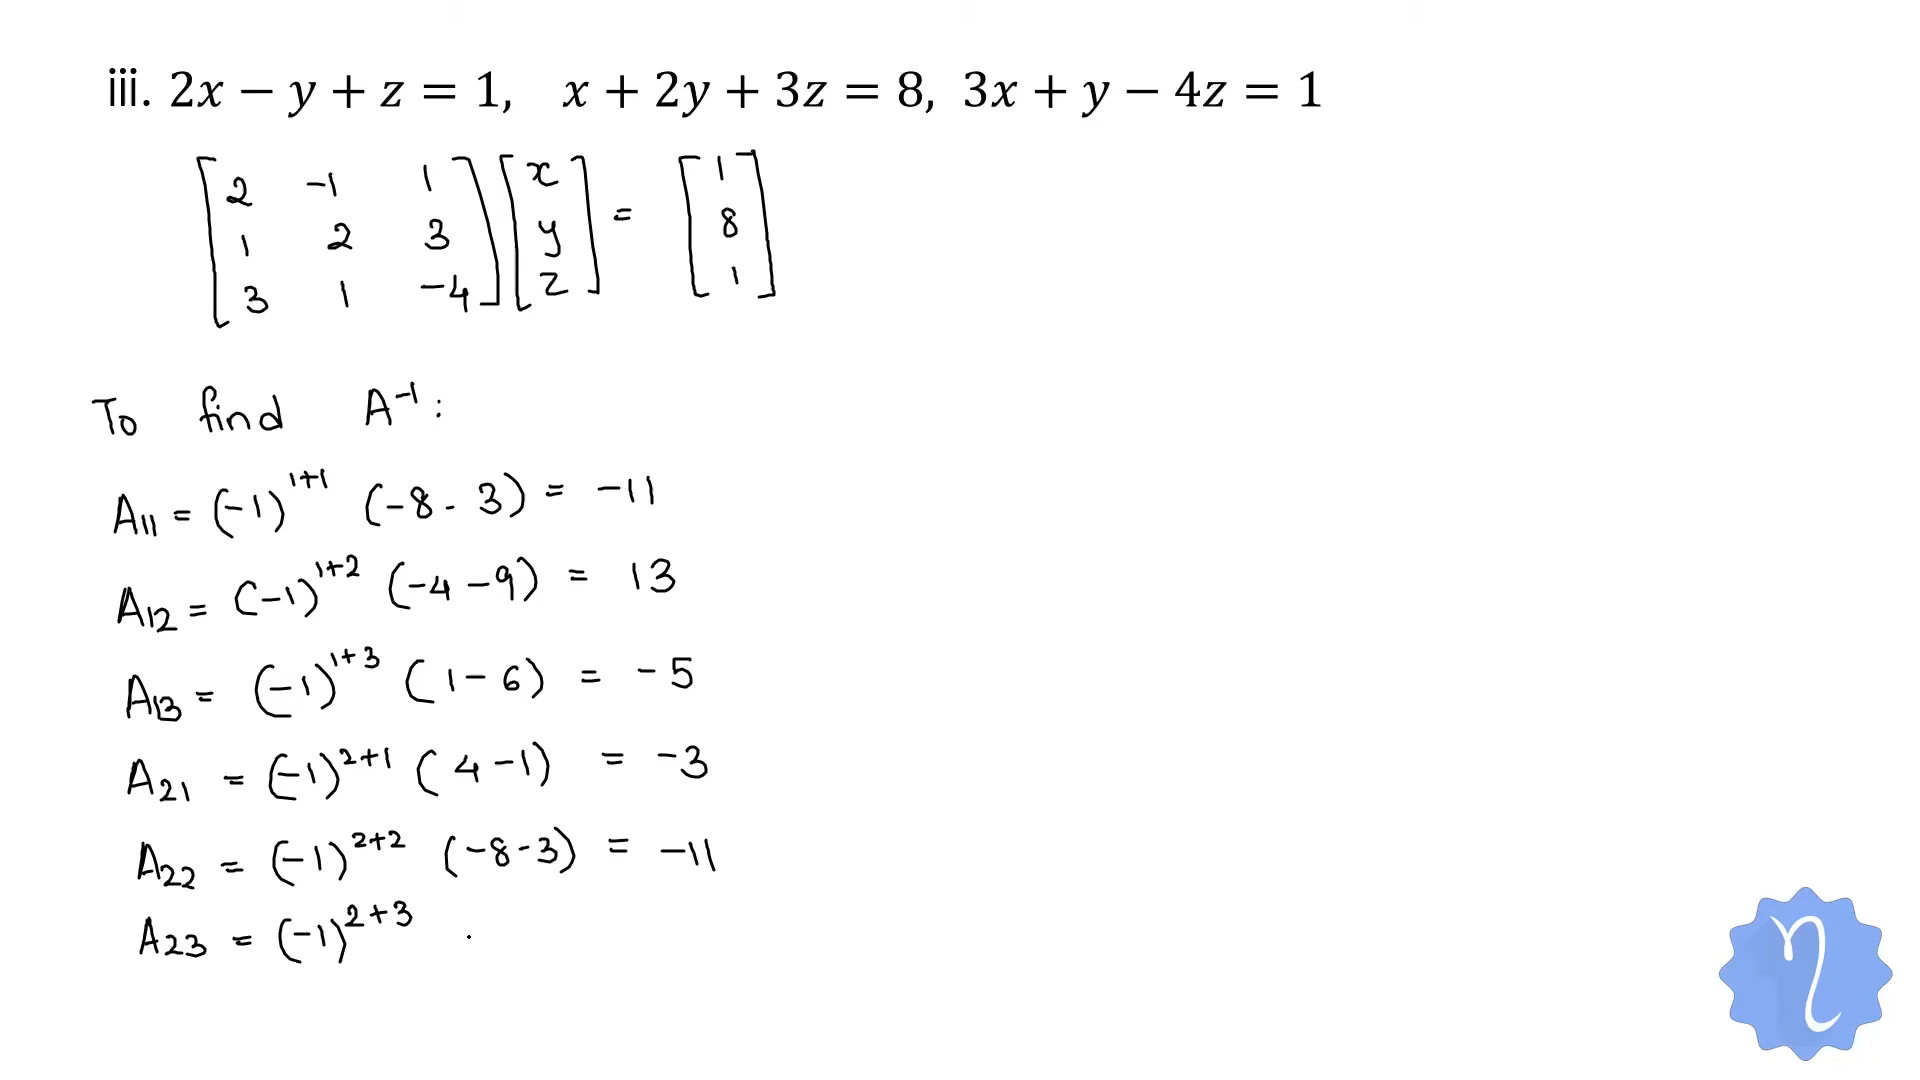 iii. 2x − y + z = 1, x + 2y + 3z = 8, 3x + y − 4z = 1
[2 -1 1] [x] = [1]
[1 2 3] [y] [8]
[3 1 -4] [z] [1]
To find A⁻¹ :
A₁₁ = (-1)¹⁺¹ (-8 - 3) = -11
A₁₂ = (-1)¹⁺² (-4 - 9) = 13
A₁₃ = (-1)¹⁺³ (1 - 6) = -5
A₂₁ = (-1)²⁺¹ (4 - 1) = -3
A₂₂ = (-1)²⁺² (-8 - 3) = -11
A₂₃ = (-1)²⁺³
η